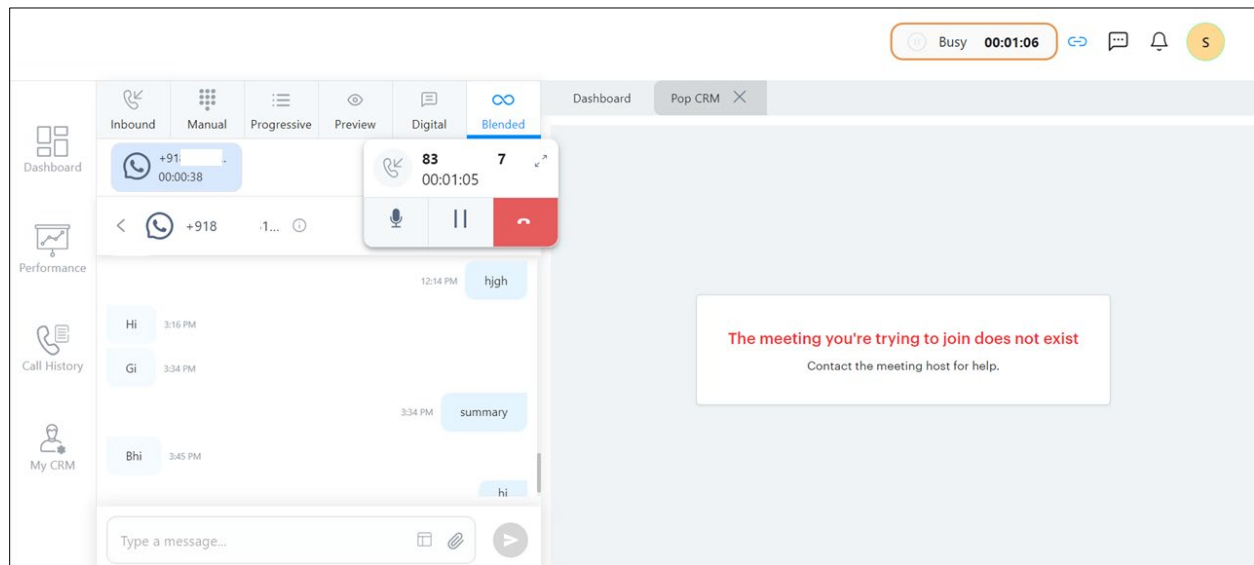 Busy 00:01:06
S
Inbound Manual Progressive Preview Digital Blended
Dashboard Pop CRM
Dashboard
Performance
Call History
My CRM
+91
00:00:38
83 7
00:01:05
+918 1...
12:14 PM hjgh
Hi 3:16 PM
Gi 3:34 PM
3:34 PM summary
Bhi 3:45 PM
hi
Type a message...
The meeting you're trying to join does not exist
Contact the meeting host for help.